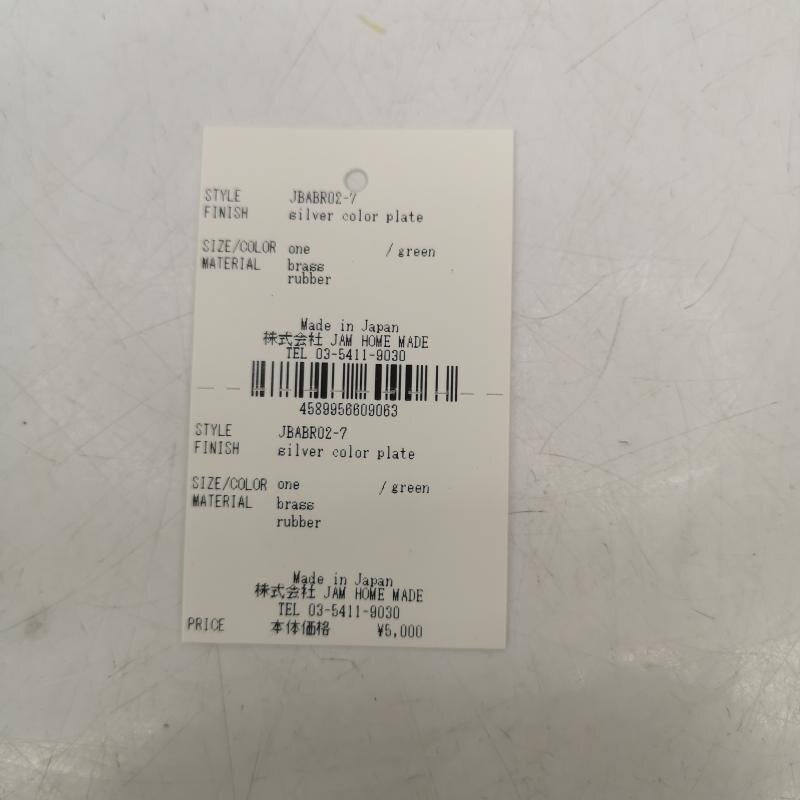 STYLE JBABR02-7
FINISH silver color plate
SIZE/COLOR one / green
MATERIAL brass
rubber
Made in Japan
株式会社 JAM HOME MADE
TEL 03-5411-9030
4589956609063
STYLE JBABR02-7
FINISH silver color plate
SIZE/COLOR one / green
MATERIAL brass
rubber
Made in Japan
株式会社 JAM HOME MADE
TEL 03-5411-9030
PRICE 本体価格 ¥5,000